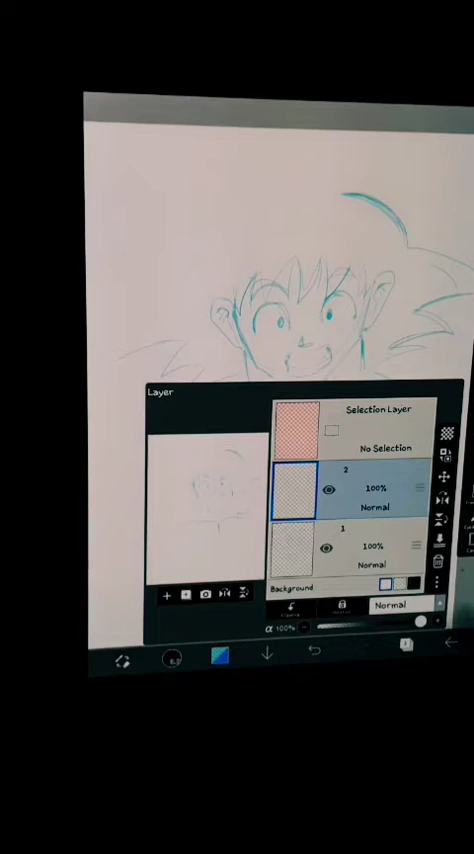 Layer
Selection Layer
No Selection
2
100%
Normal
1
100%
Normal
Background
Normal
α 100%